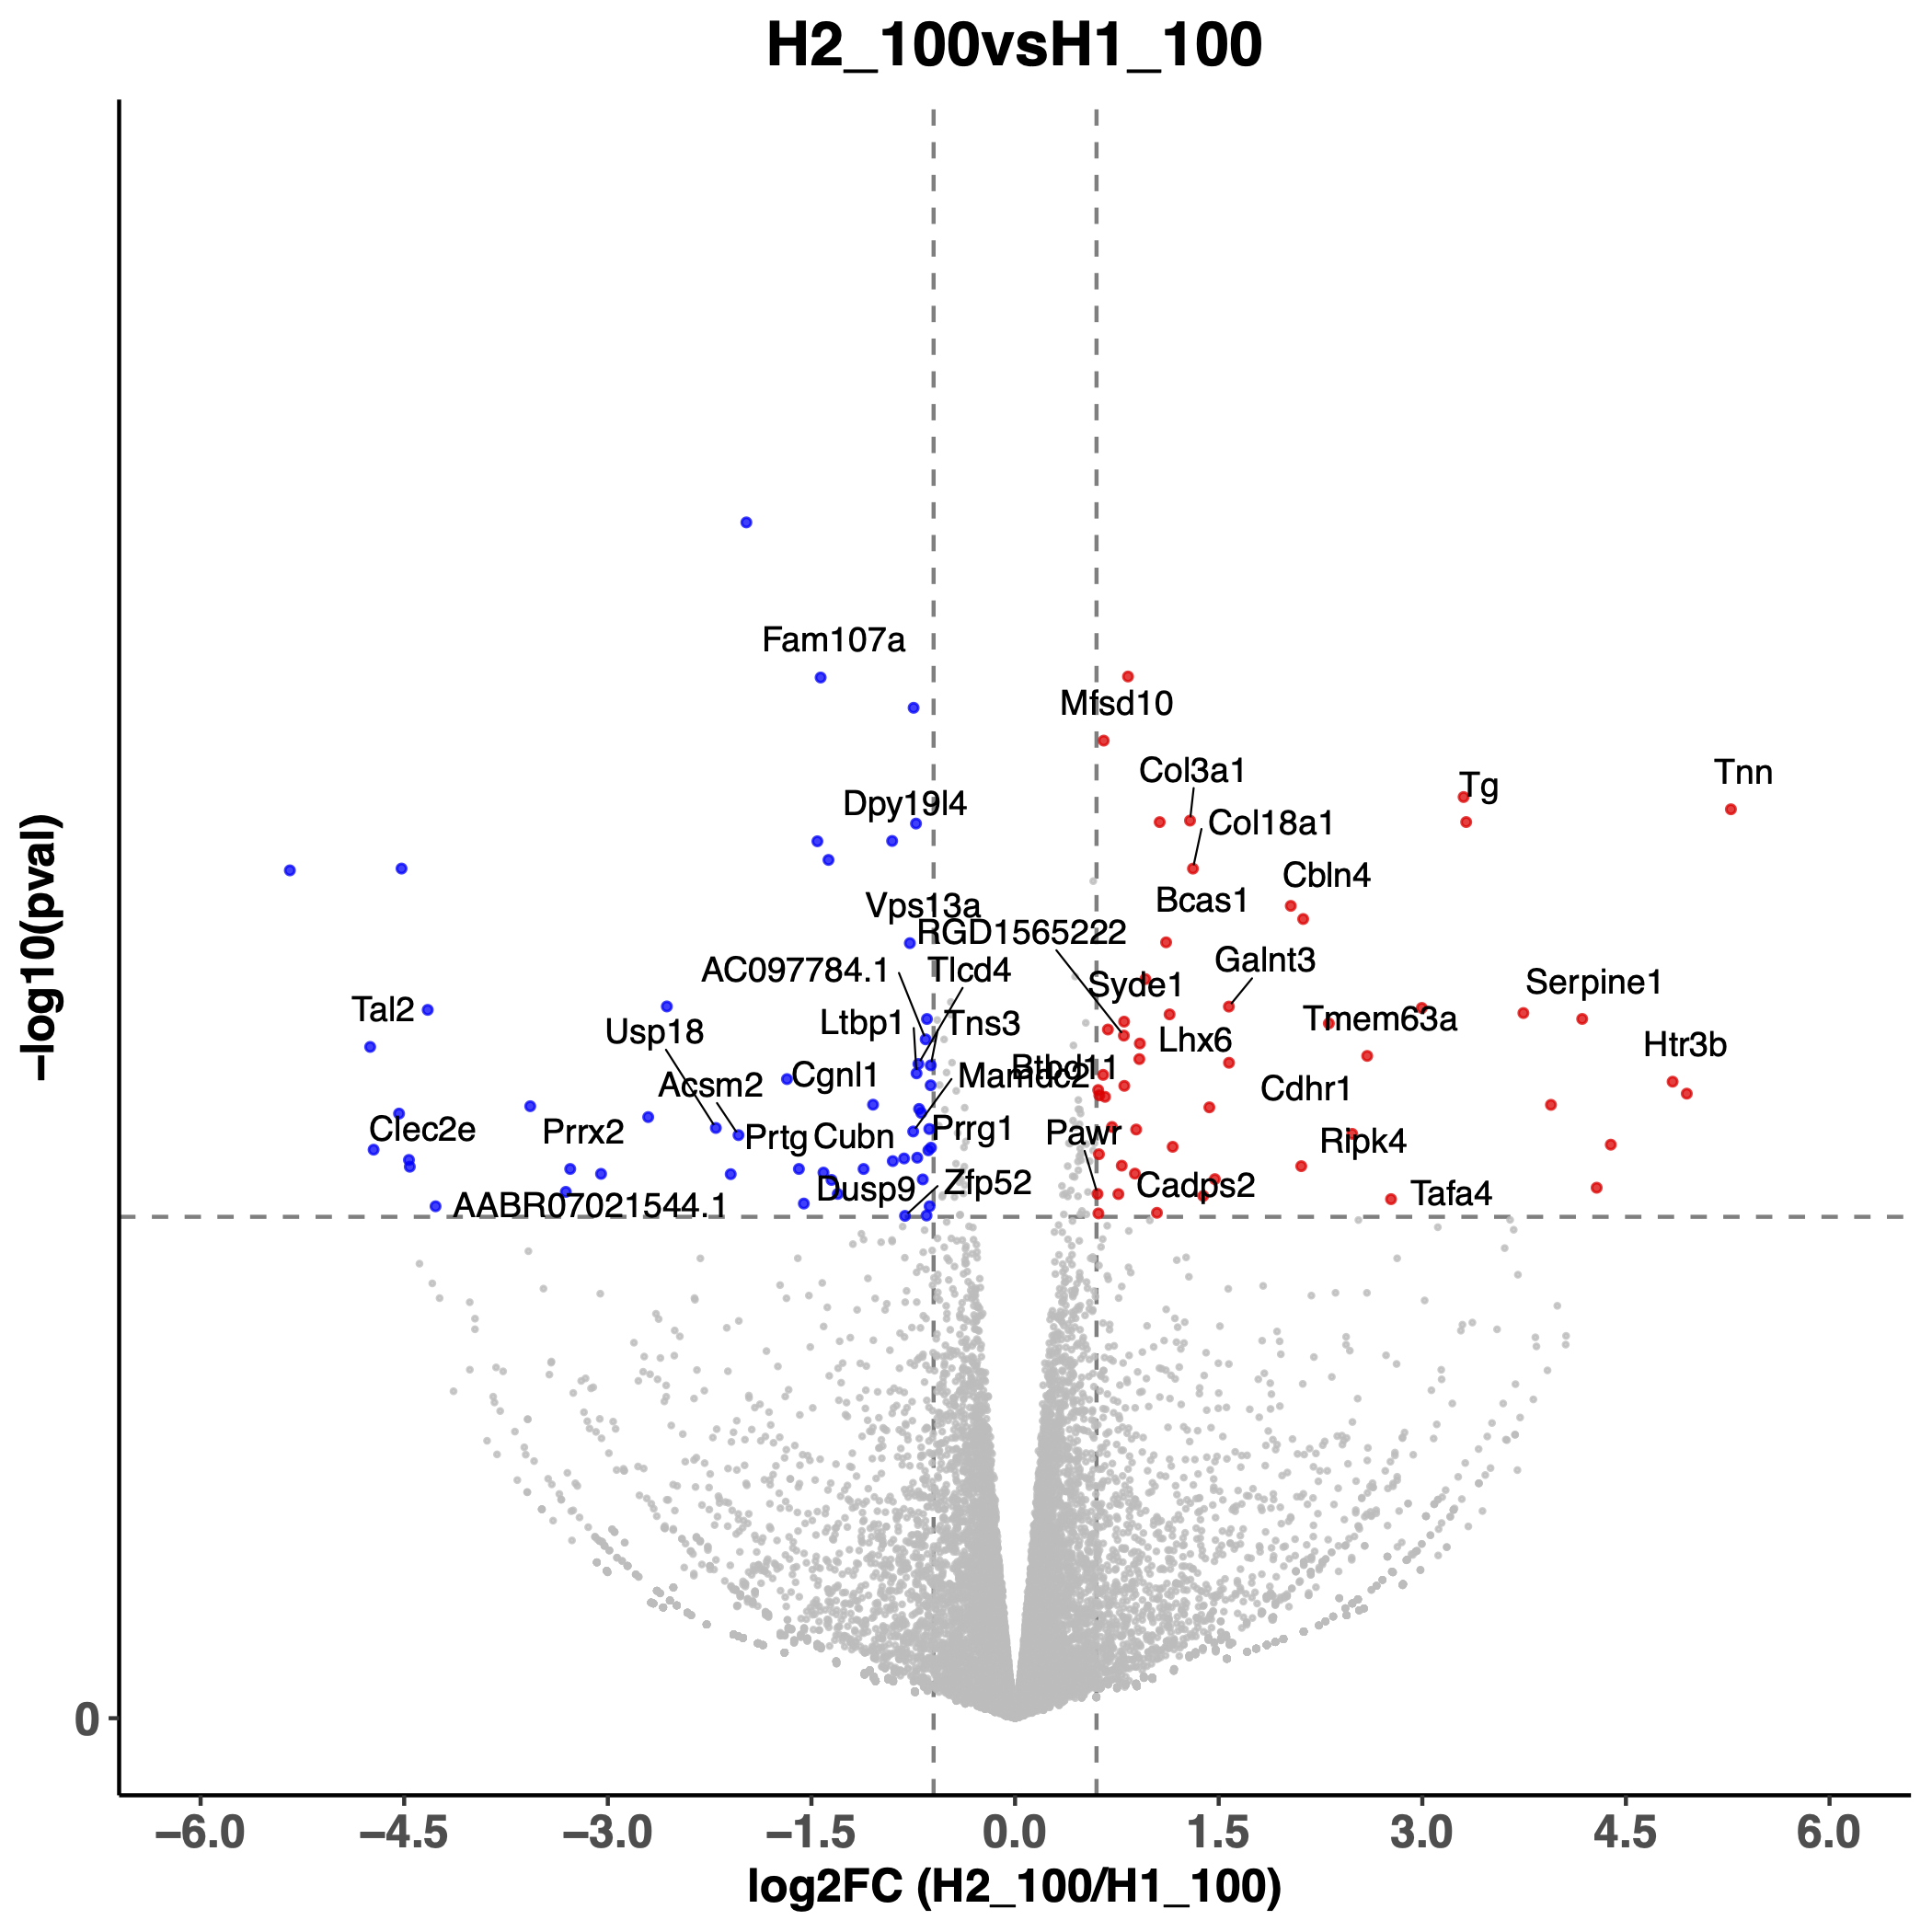 H2_100vsH1_100
Fam107a
Mfsd10
Col3a1
Tg
Tnn
Dpy19l4
Col18a1
Cbln4
Bcas1
Vps13a
RGD1565222
AC097784.1
Tlcd4
Galnt3
Syde1
Serpine1
Tal2
Usp18
Ltbp1
Tns3
Tmem63a
Lhx6
Htr3b
Btbd11
Acsm2
Cgnl1
Mamdc2
Cdhr1
Clec2e
Prrx2
Prtg
Cubn
Prrg1
Pawr
Ripk4
AABR07021544.1
Dusp9
Zfp52
Cadps2
Tafa4
−log10(pval)
0
−6.0 −4.5 −3.0 −1.5 0.0 1.5 3.0 4.5 6.0
log2FC (H2_100/H1_100)